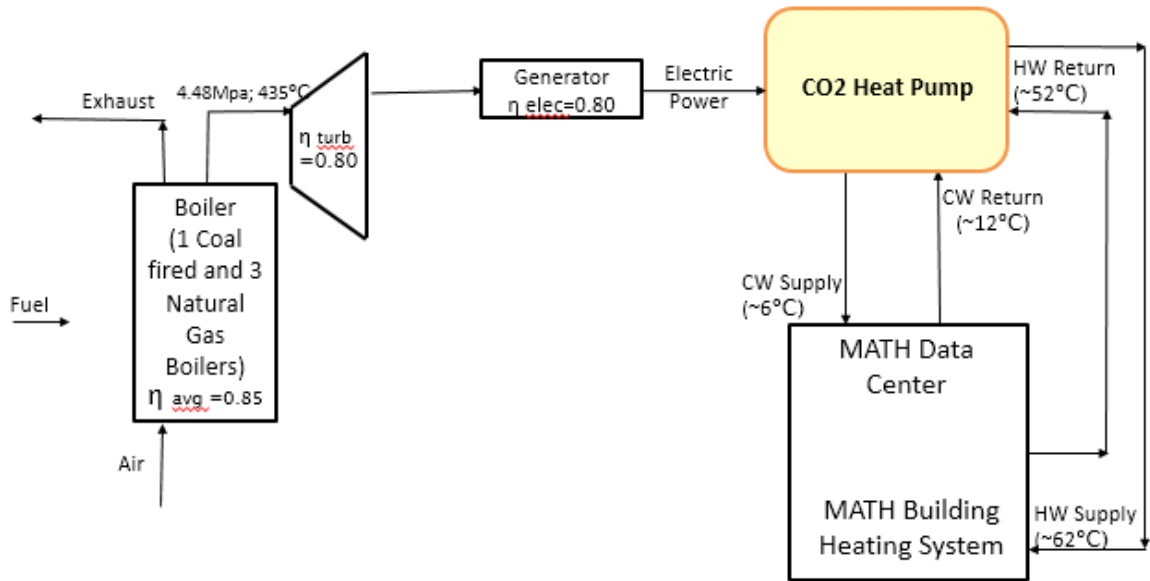 Exhaust
4.48Mpa; 435°C
η turb
=0.80
Generator
η elec=0.80
Electric
Power
CO2 Heat Pump
HW Return
(~52°C)
Boiler
(1 Coal
fired and 3
Natural
Gas
Boilers)
η avg =0.85
Fuel
Air
CW Return
(~12°C)
CW Supply
(~6°C)
MATH Data
Center
MATH Building
Heating System
HW Supply
(~62°C)